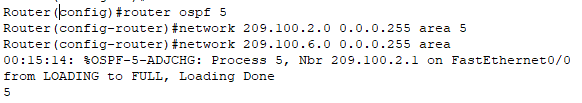 Router(config)#router ospf 5
Router(config-router)#network 209.100.2.0 0.0.0.255 area 5
Router(config-router)#network 209.100.6.0 0.0.0.255 area
00:15:14: %OSPF-5-ADJCHG: Process 5, Nbr 209.100.2.1 on FastEthernet0/0
from LOADING to FULL, Loading Done
5